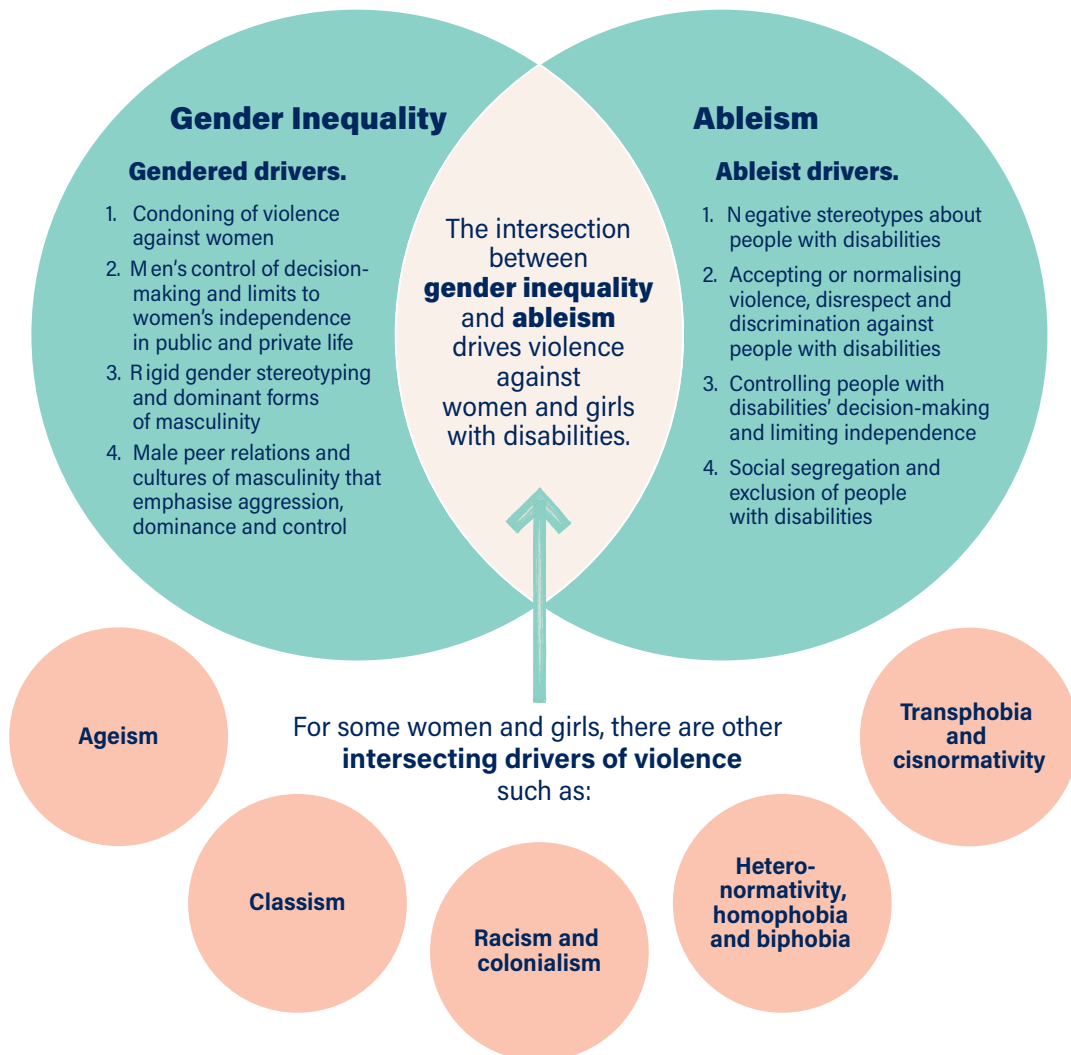 Gender Inequality
Gendered drivers.
1. Condoning of violence
against women
2. Men's control of decision-
making and limits to
women's independence
in public and private life
3. Rigid gender stereotyping
and dominant forms
of masculinity
4. Male peer relations and
cultures of masculinity that
emphasise aggression,
dominance and control
The intersection
between
gender inequality
and ableism
drives violence
against
women and girls
with disabilities.
Ableism
Ableist drivers.
1. Negative stereotypes about
people with disabilities
2. Accepting or normalising
violence, disrespect and
discrimination against
people with disabilities
3. Controlling people with
disabilities' decision-making
and limiting independence
4. Social segregation and
exclusion of people
with disabilities
For some women and girls, there are other
intersecting drivers of violence
such as:
Ageism
Classism
Racism and
colonialism
Hetero-
normativity,
homophobia
and biphobia
Transphobia
and
cisnormativity